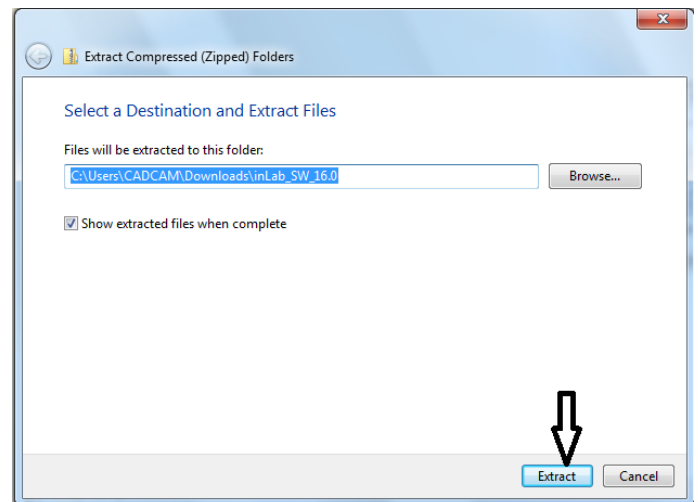 Extract Compressed (Zipped) Folders
Select a Destination and Extract Files
Files will be extracted to this folder:
C:\Users\CADCAM\Downloads\inLab_SW_16.0
Browse...
Show extracted files when complete
Extract
Cancel